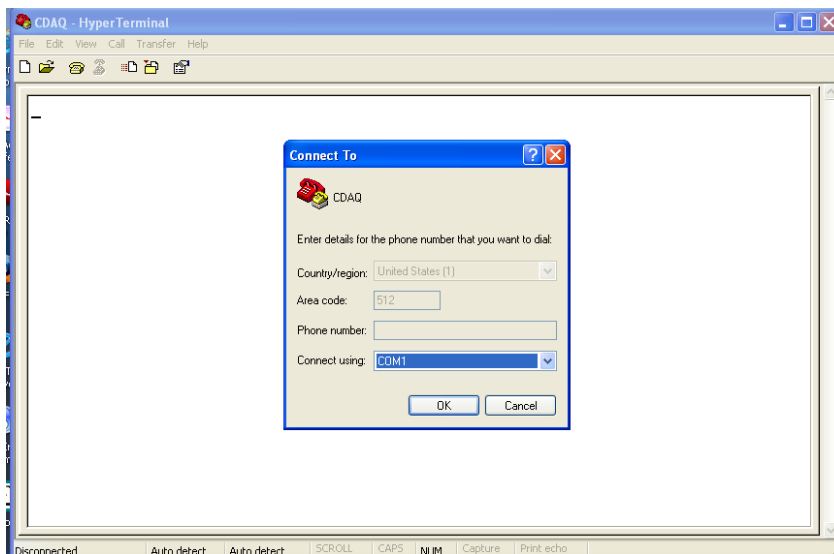 CDAQ - HyperTerminal
File Edit View Call Transfer Help
Connect To
CDAQ
Enter details for the phone number that you want to dial:
Country/region: United States (1)
Area code: 512
Phone number:
Connect using: COM1
OK Cancel
Disconnected Auto detect Auto detect SCROLL CAPS NUM Capture Print echo